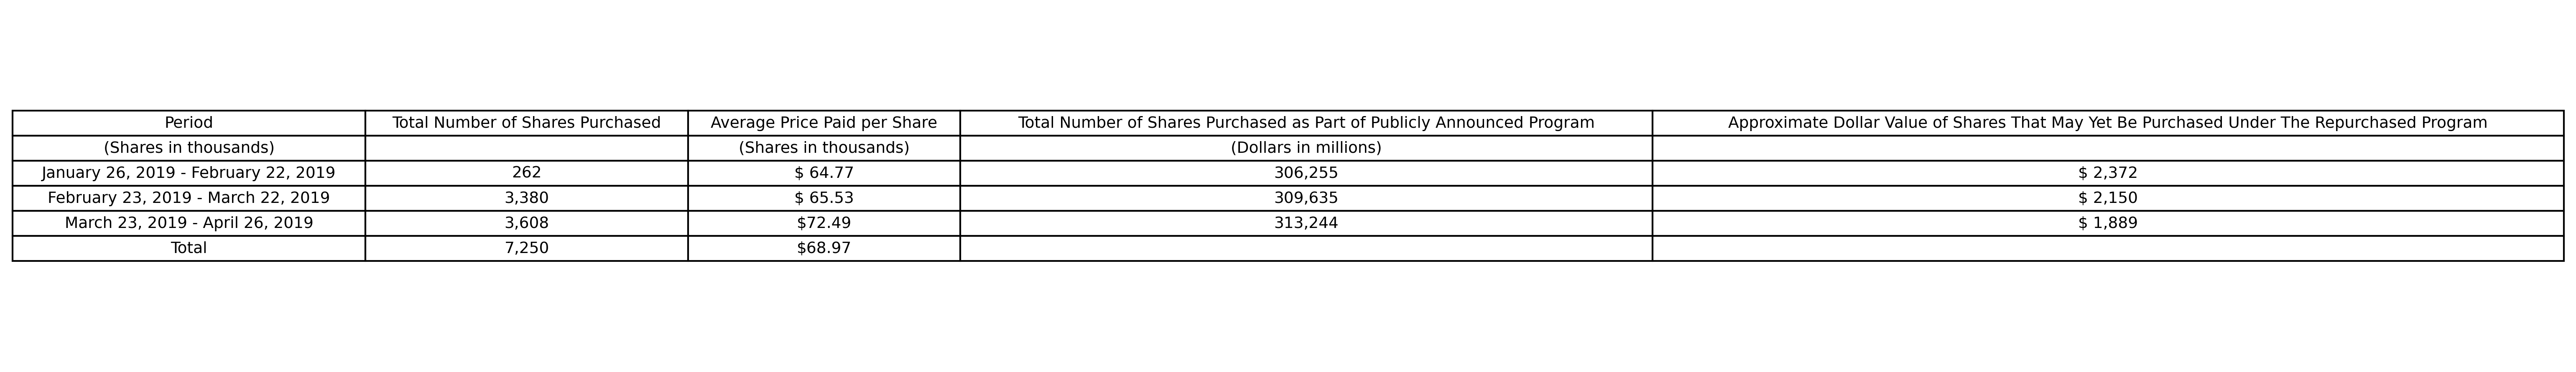 Period Total Number of Shares Purchased Average Price Paid per Share Total Number of Shares Purchased as Part of Publicly Announced Program Approximate Dollar Value of Shares That May Yet Be Purchased Under The Repurchased Program
(Shares in thousands) (Shares in thousands) (Dollars in millions)
January 26, 2019 - February 22, 2019 262 $ 64.77 306,255 $ 2,372
February 23, 2019 - March 22, 2019 3,380 $ 65.53 309,635 $ 2,150
March 23, 2019 - April 26, 2019 3,608 $72.49 313,244 $ 1,889
Total 7,250 $68.97